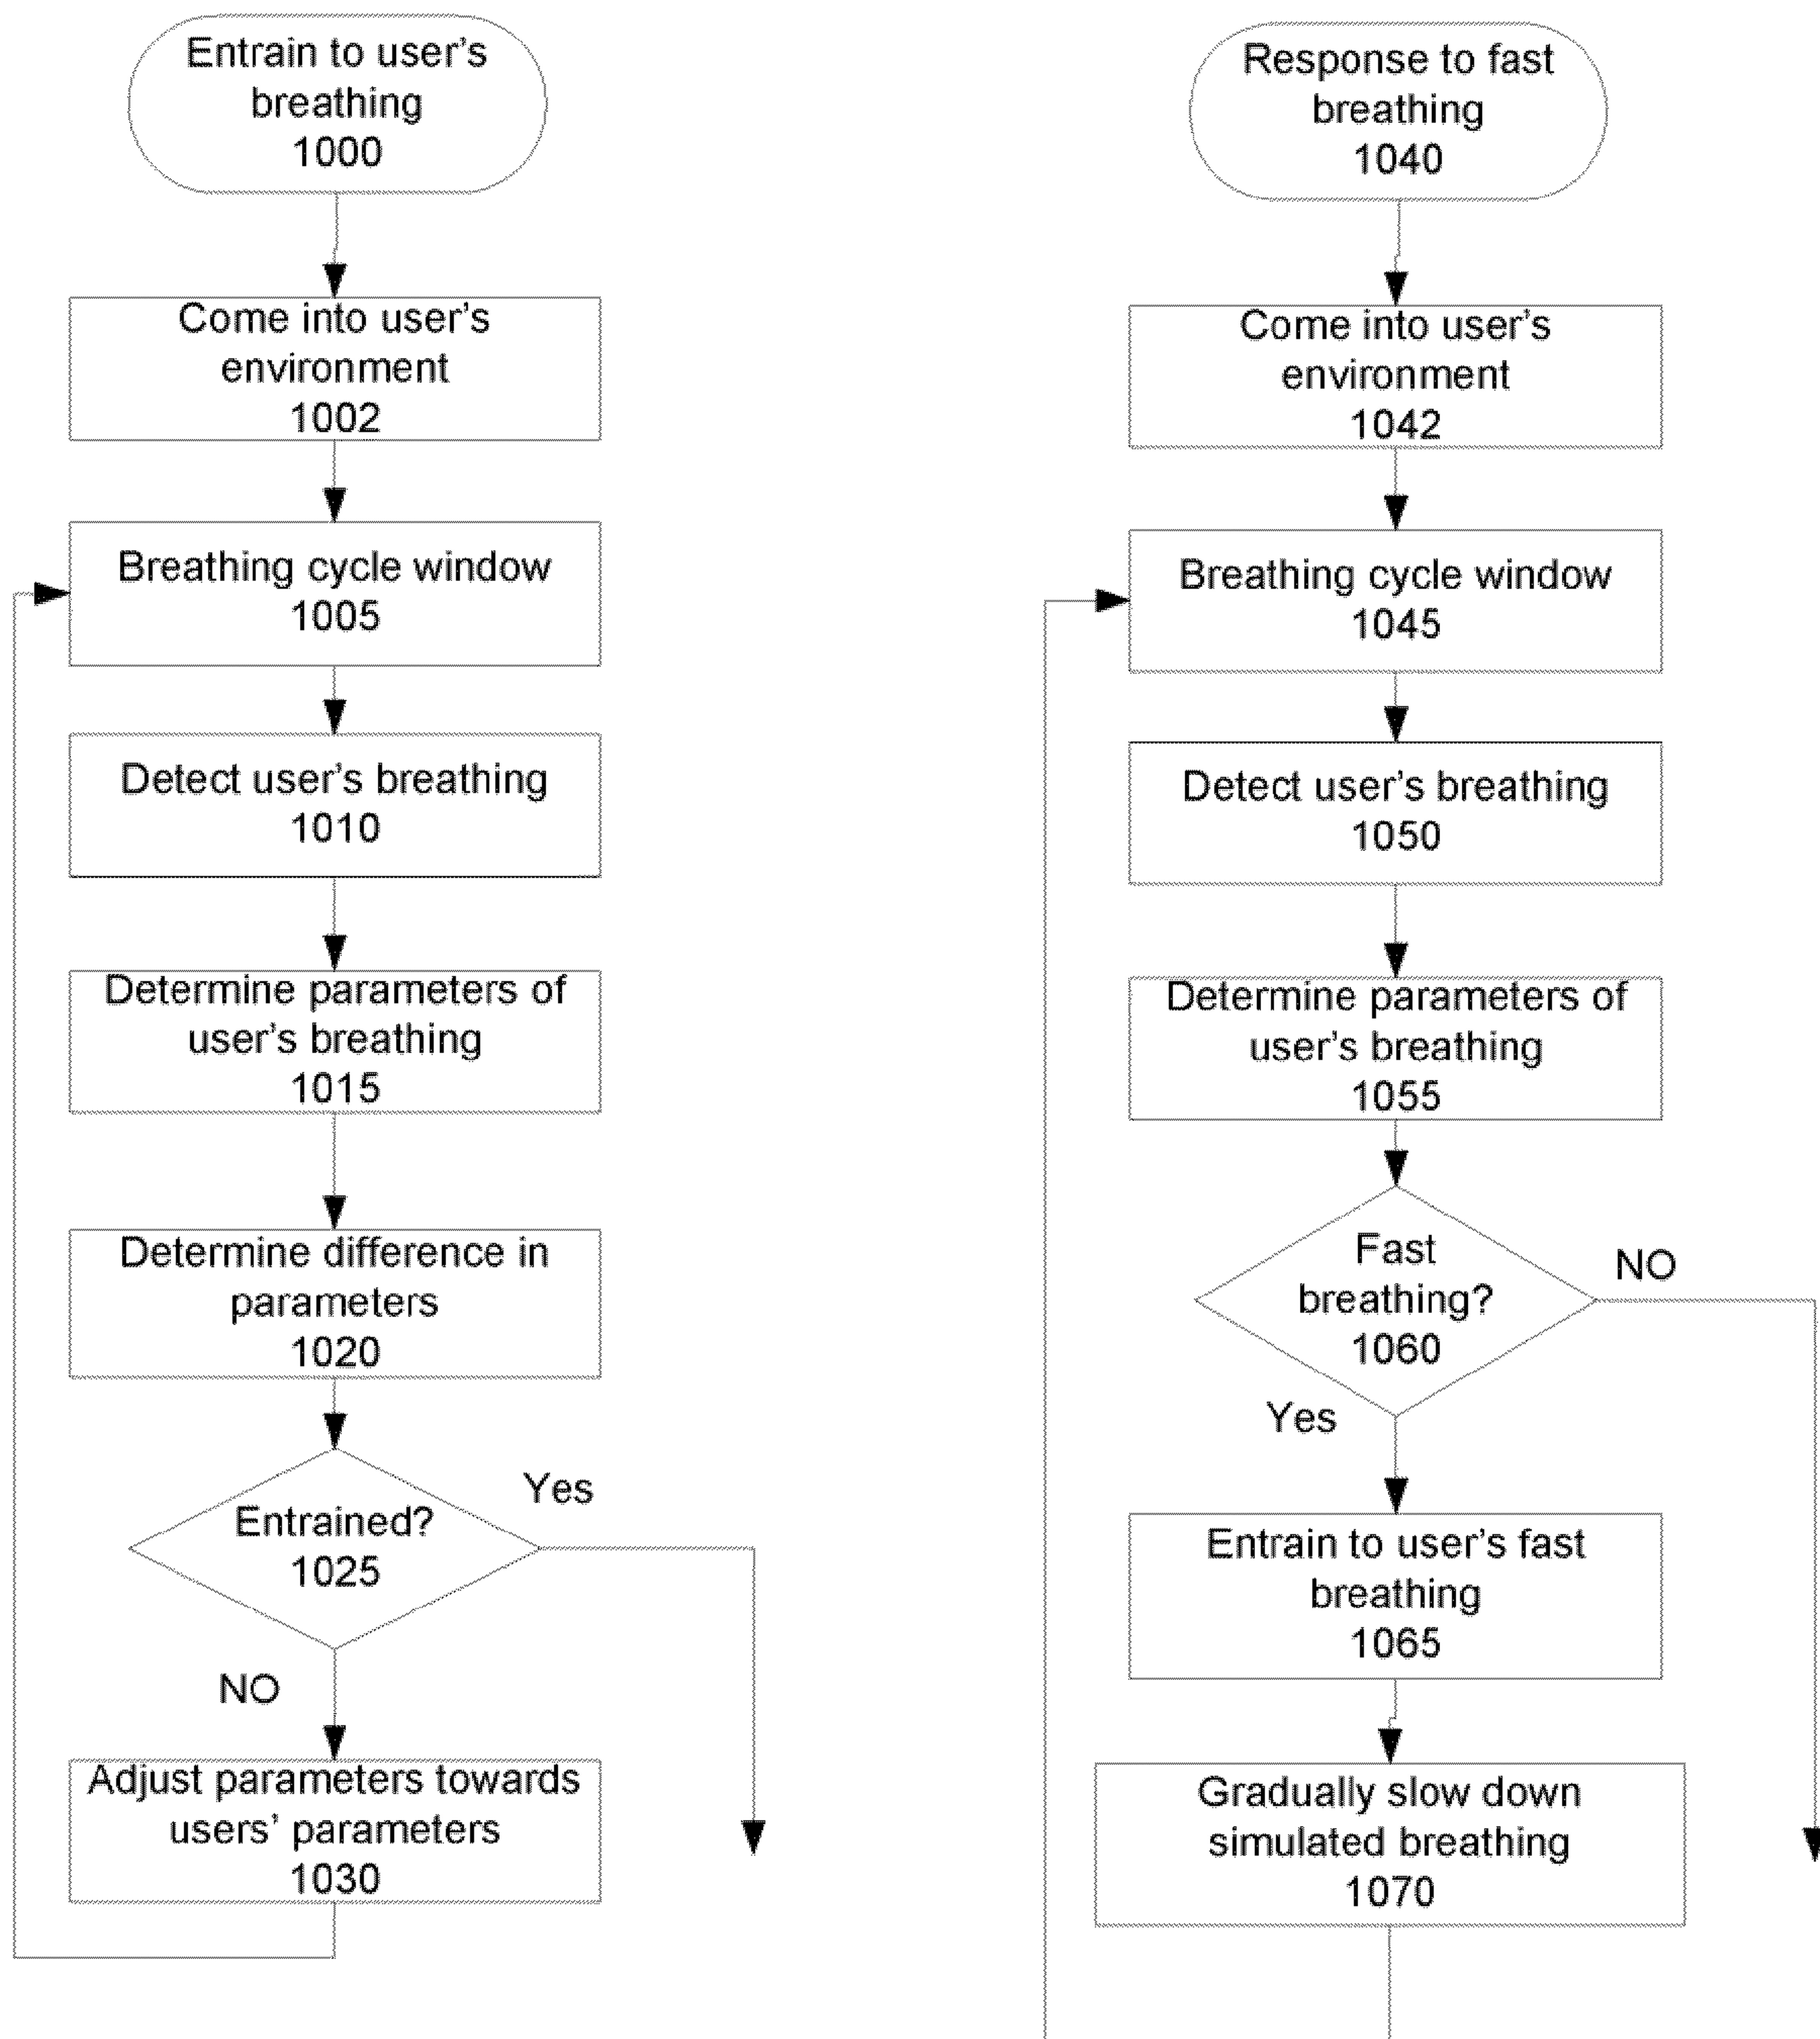 Entrain to user's
breathing
1000
Come into user's
environment
1002
Breathing cycle window
1005
Detect user's breathing
1010
Determine parameters of
user's breathing
1015
Determine difference in
parameters
1020
Entrained?
1025
Yes
NO
Adjust parameters towards
users' parameters
1030
Response to fast
breathing
1040
Come into user's
environment
1042
Breathing cycle window
1045
Detect user's breathing
1050
Determine parameters of
user's breathing
1055
Fast
breathing?
1060
NO
Yes
Entrain to user's fast
breathing
1065
Gradually slow down
simulated breathing
1070